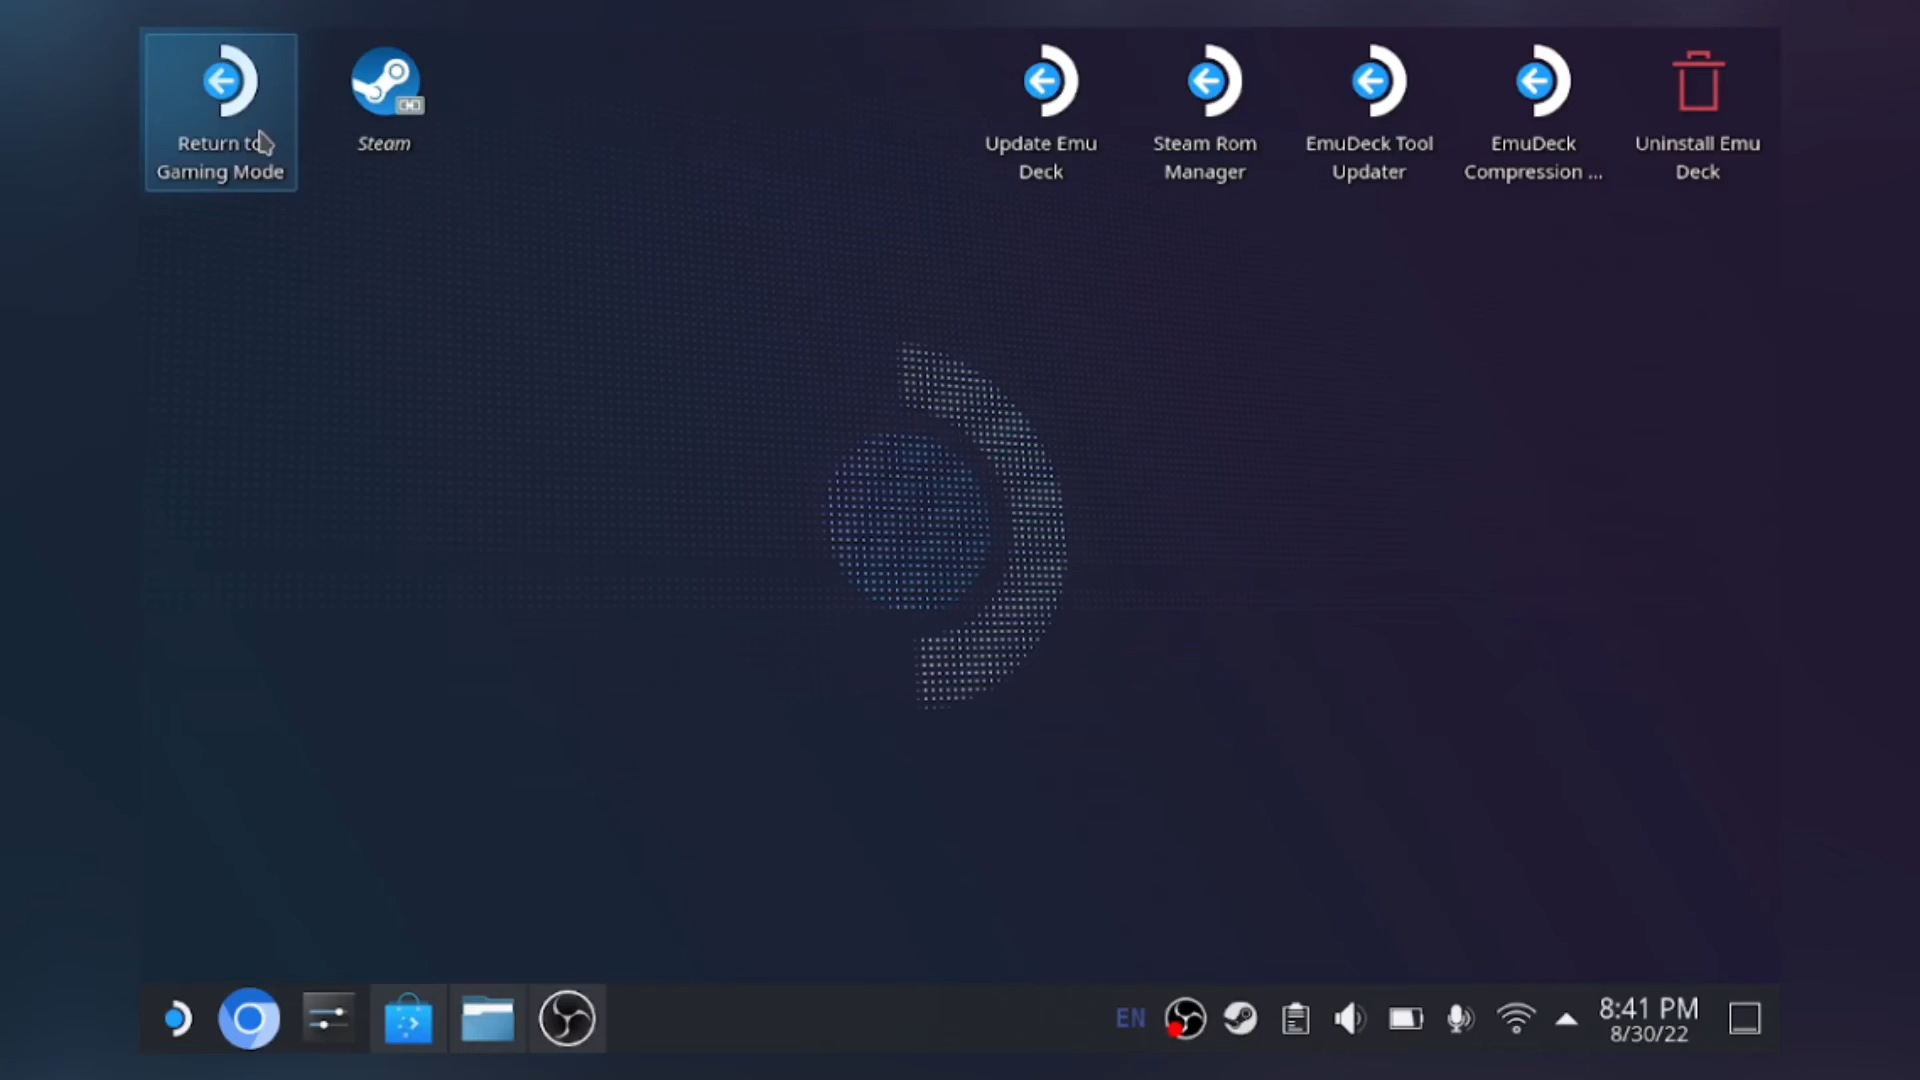 Return to
Gaming Mode
Steam
Update Emu
Deck
Steam Rom
Manager
EmuDeck Tool
Updater
EmuDeck
Compression ...
Uninstall Emu
Deck
EN
8:41 PM
8/30/22